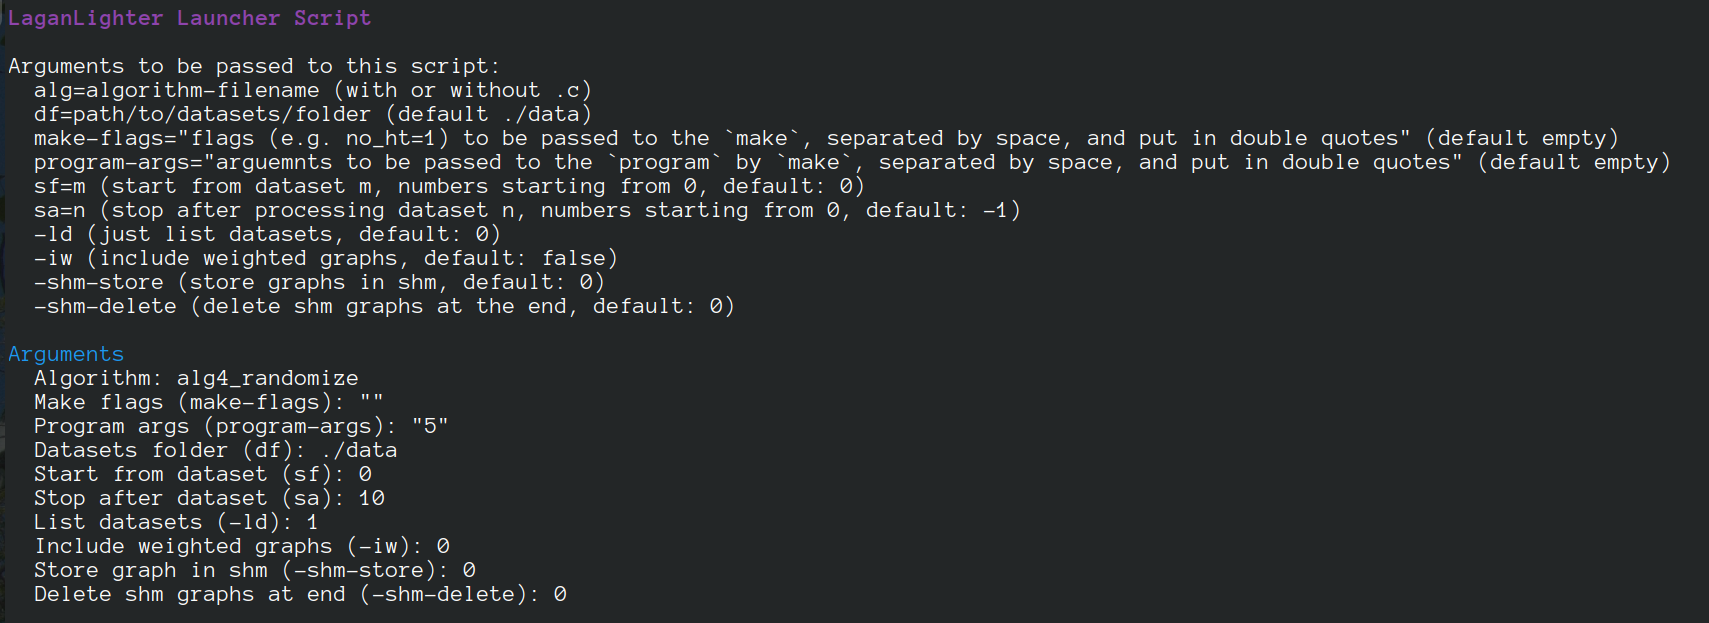 LaganLighter Launcher Script
Arguments to be passed to this script:
alg=algorithm-filename (with or without .c)
df=path/to/datasets/folder (default ./data)
make-flags="flags (e.g. no_ht=1) to be passed to the `make`, separated by space, and put in double quotes" (default empty)
program-args="arguemnts to be passed to the `program` by `make`, separated by space, and put in double quotes" (default empty)
sf=m (start from dataset m, numbers starting from 0, default: 0)
sa=n (stop after processing dataset n, numbers starting from 0, default: -1)
-ld (just list datasets, default: 0)
-iw (include weighted graphs, default: false)
-shm-store (store graphs in shm, default: 0)
-shm-delete (delete shm graphs at the end, default: 0)
Arguments
Algorithm: alg4_randomize
Make flags (make-flags): ""
Program args (program-args): "5"
Datasets folder (df): ./data
Start from dataset (sf): 0
Stop after dataset (sa): 10
List datasets (-ld): 1
Include weighted graphs (-iw): 0
Store graph in shm (-shm-store): 0
Delete shm graphs at end (-shm-delete): 0